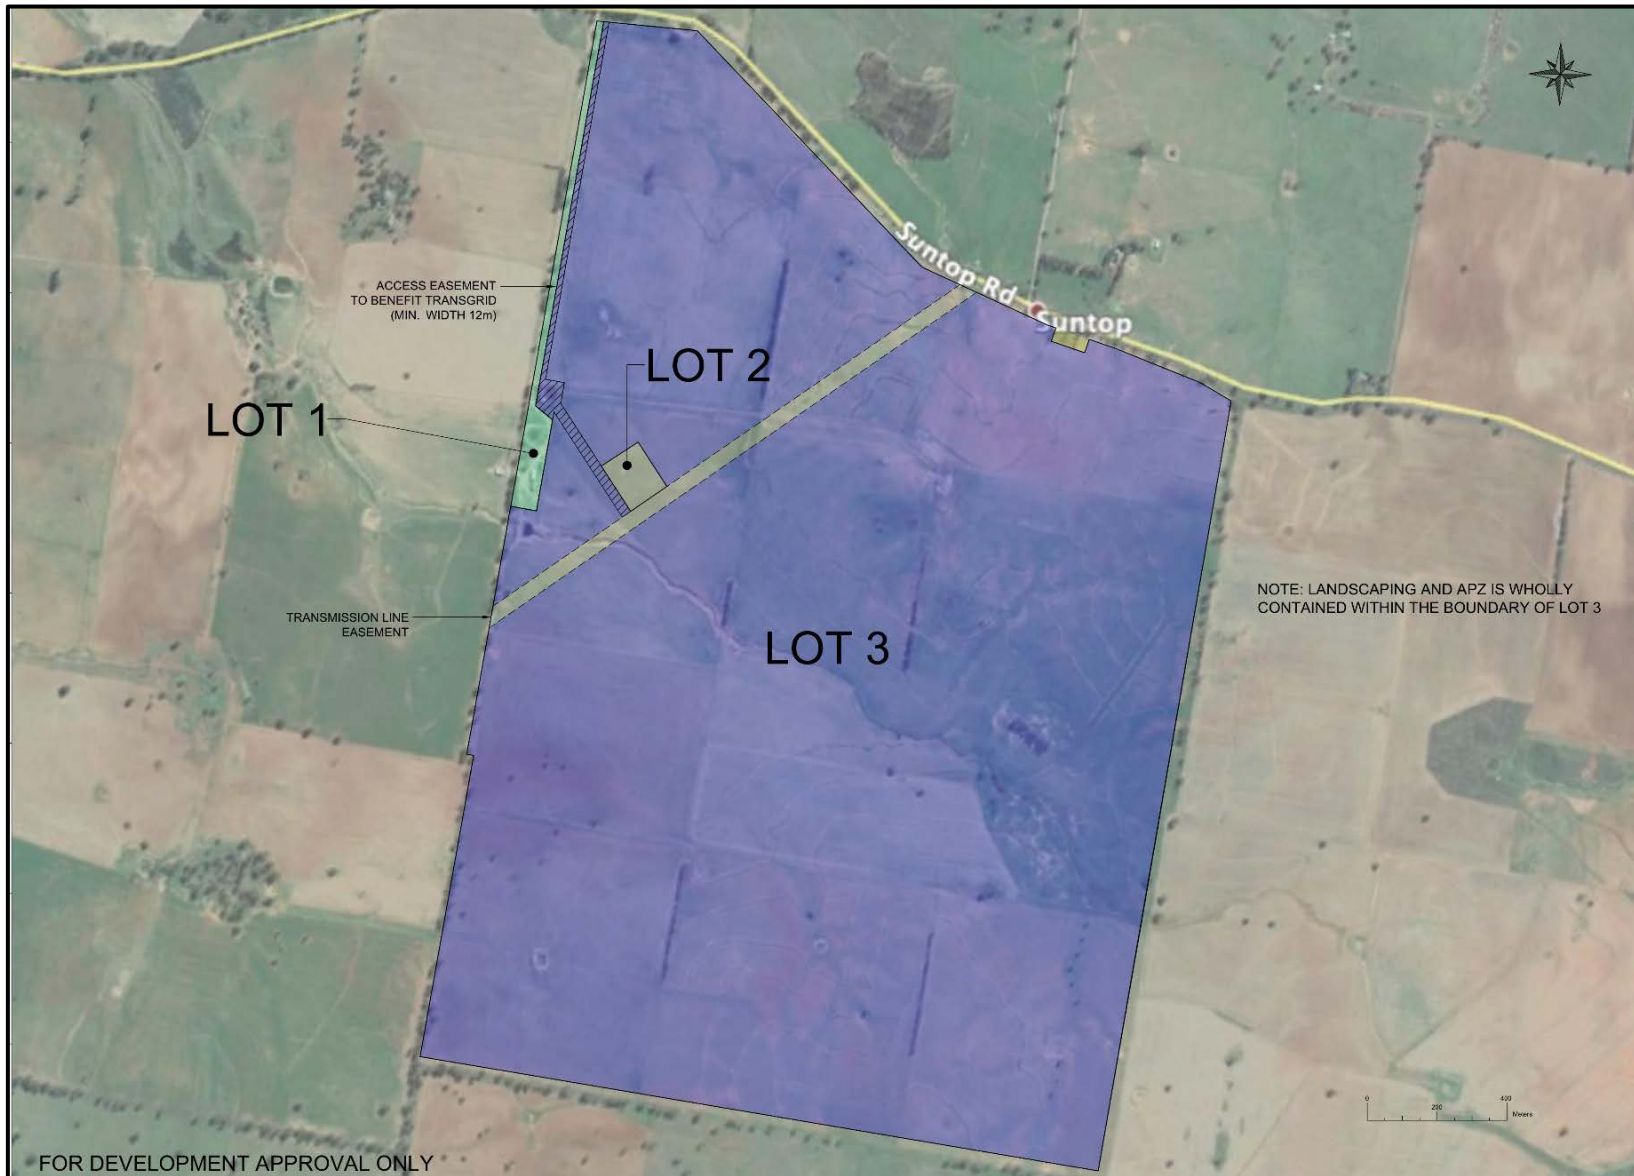 Suntop Rd
Suntop
ACCESS EASEMENT
TO BENEFIT TRANSGRID
(MIN. WIDTH 12m)
LOT 2
LOT 1
NOTE: LANDSCAPING AND APZ IS WHOLLY
CONTAINED WITHIN THE BOUNDARY OF LOT 3
TRANSMISSION LINE
EASEMENT
LOT 3
0 200 400
Meters
FOR DEVELOPMENT APPROVAL ONLY